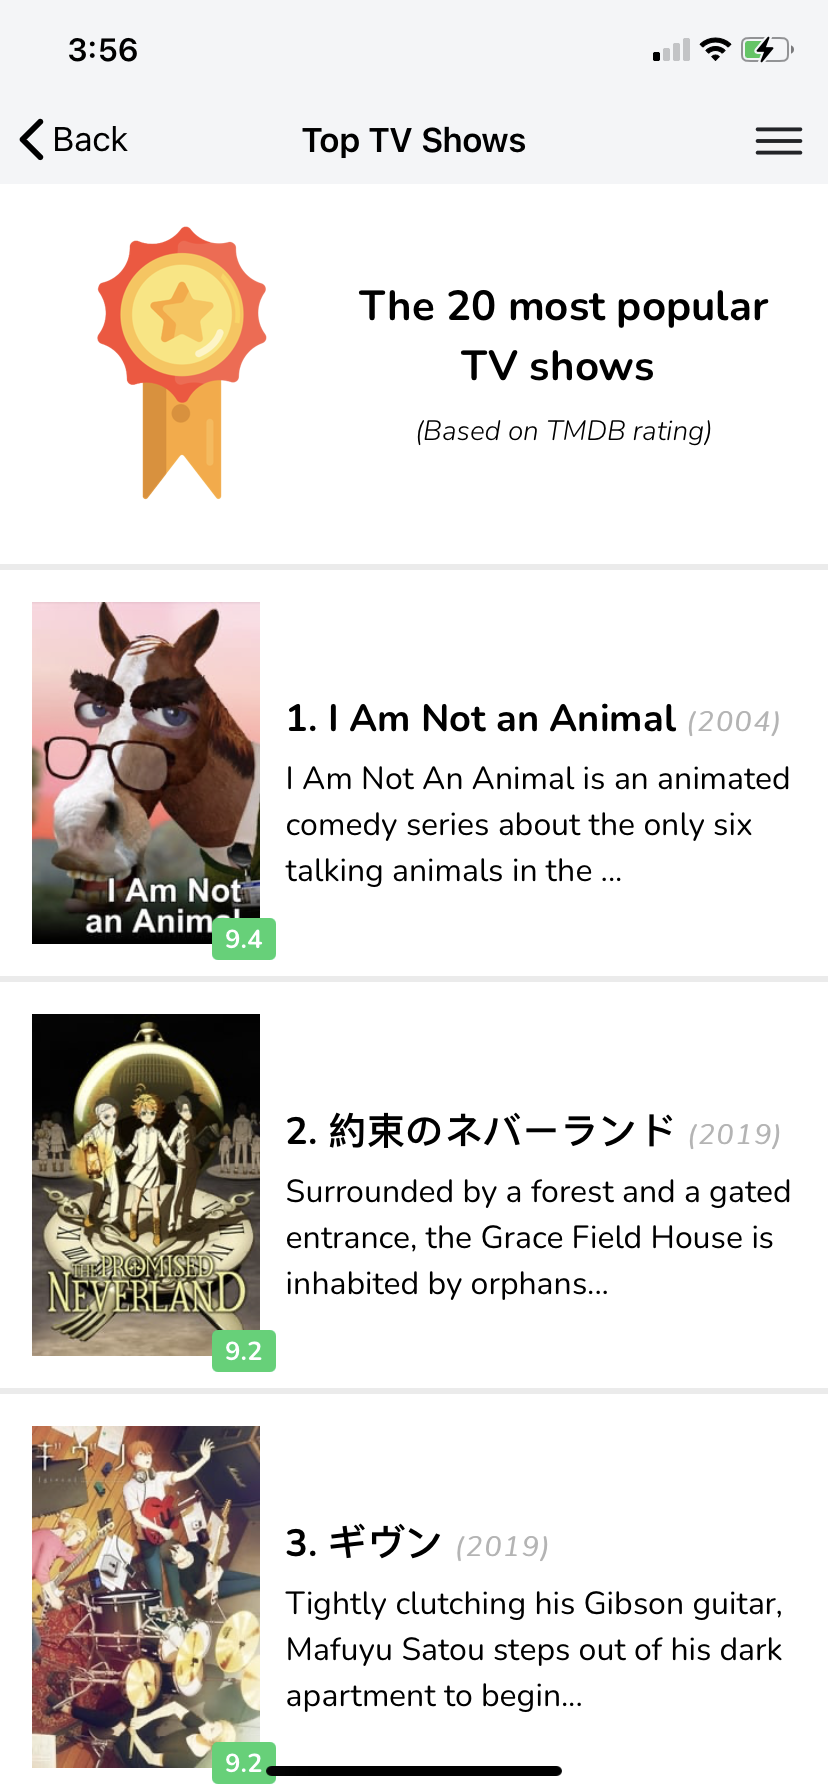 3:56
Back
Top TV Shows
The 20 most popular
TV shows
(Based on TMDB rating)
I Am Not
an Animal
9.4
1. I Am Not an Animal (2004)
I Am Not An Animal is an animated
comedy series about the only six
talking animals in the ...
THE PROMISED
NEVERLAND
9.2
2. 約束のネバーランド (2019)
Surrounded by a forest and a gated
entrance, the Grace Field House is
inhabited by orphans...
ギヴン
9.2
3. ギヴン (2019)
Tightly clutching his Gibson guitar,
Mafuyu Satou steps out of his dark
apartment to begin...